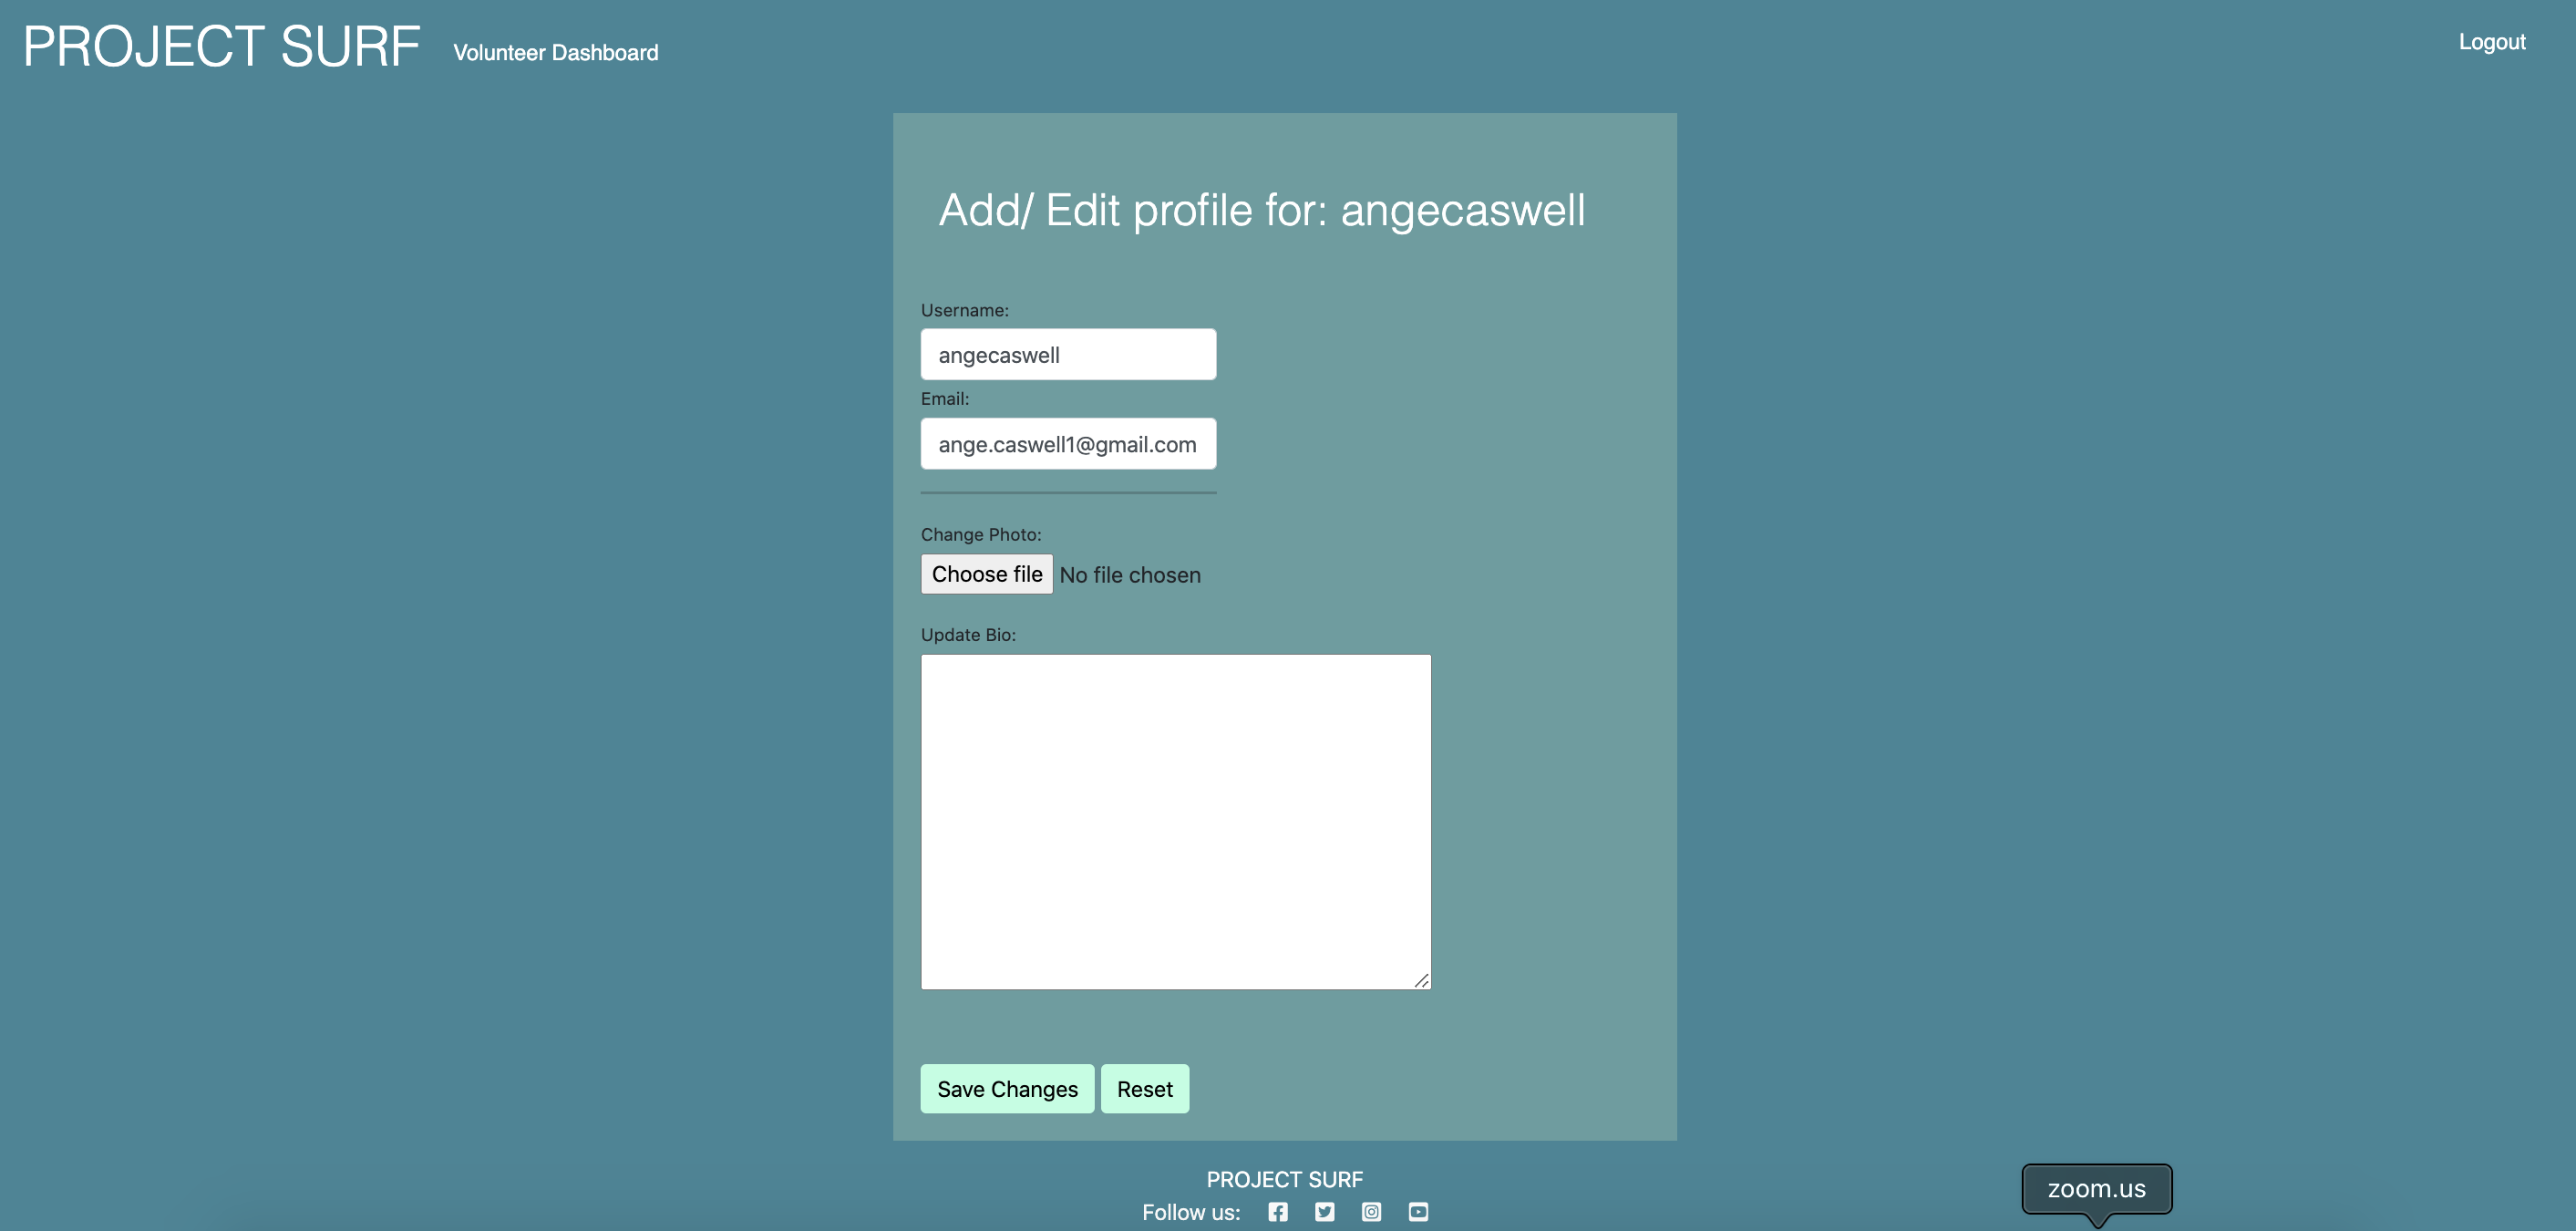 PROJECT SURF Volunteer Dashboard Logout
Add/ Edit profile for: angecaswell
Username:
angecaswell
Email:
ange.caswell1@gmail.com
Change Photo:
Choose file No file chosen
Update Bio:
Save Changes Reset
PROJECT SURF
Follow us:
zoom.us